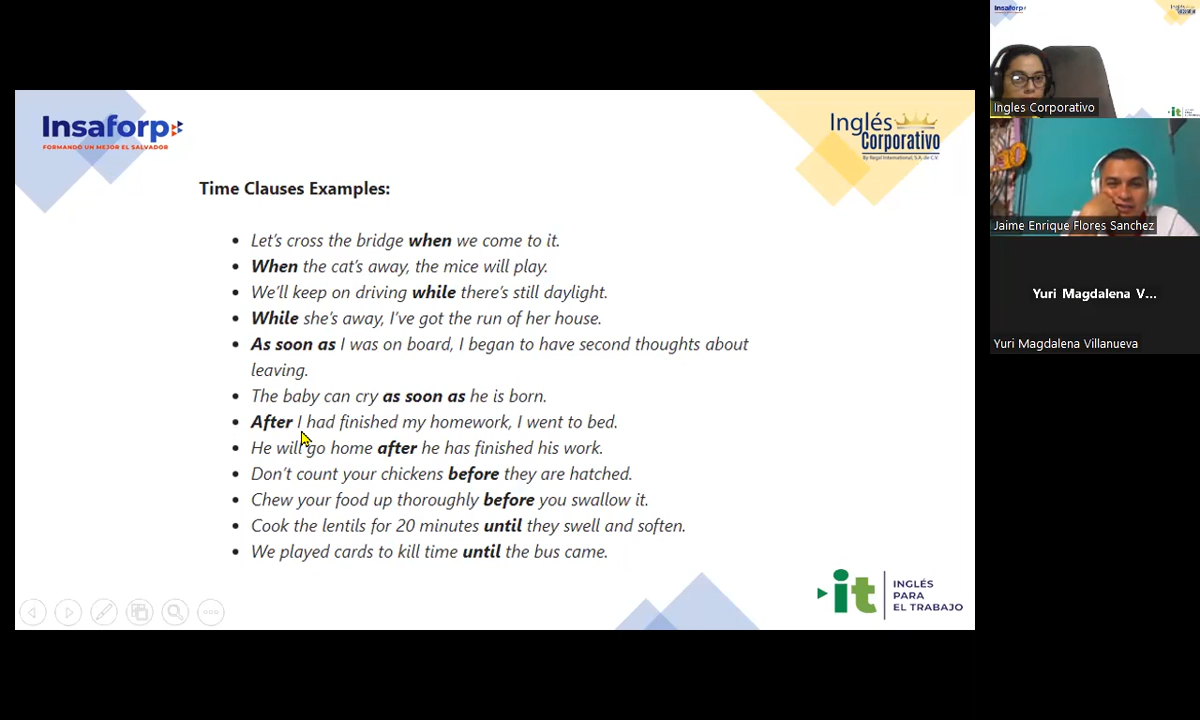 Insaforp
FORMANDO UN MEJOR EL SALVADOR
Inglés
Corporativo
By Regal International, S.A. de C.V.
Time Clauses Examples:
• Let's cross the bridge when we come to it.
• When the cat's away, the mice will play.
• We'll keep on driving while there's still daylight.
• While she's away, I've got the run of her house.
• As soon as I was on board, I began to have second thoughts about
leaving.
• The baby can cry as soon as he is born.
• After I had finished my homework, I went to bed.
• He will go home after he has finished his work.
• Don't count your chickens before they are hatched.
• Chew your food up thoroughly before you swallow it.
• Cook the lentils for 20 minutes until they swell and soften.
• We played cards to kill time until the bus came.
it
INGLÉS
PARA
EL TRABAJO
Insaforp
Ingles Corporativo
it
Jaime Enrique Flores Sanchez
Yuri Magdalena V...
Yuri Magdalena Villanueva